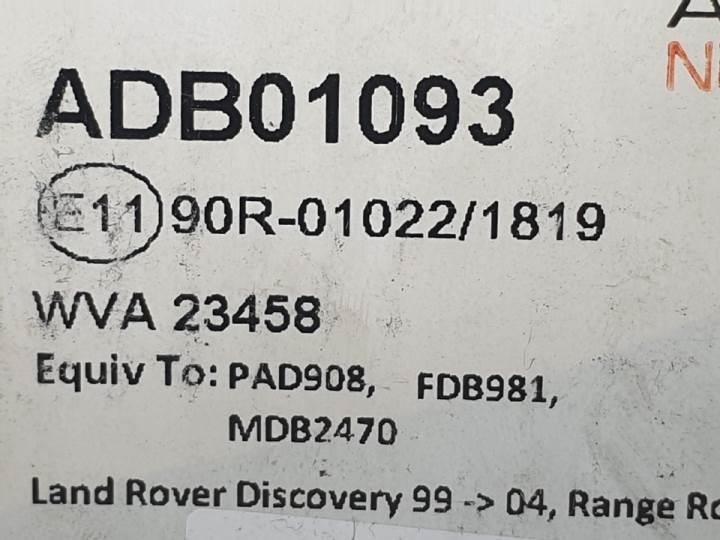 ADB01093
E11 90R-01022/1819
WVA 23458
Equiv To: PAD908, FDB981,
MDB2470
Land Rover Discovery 99 -> 04, Range